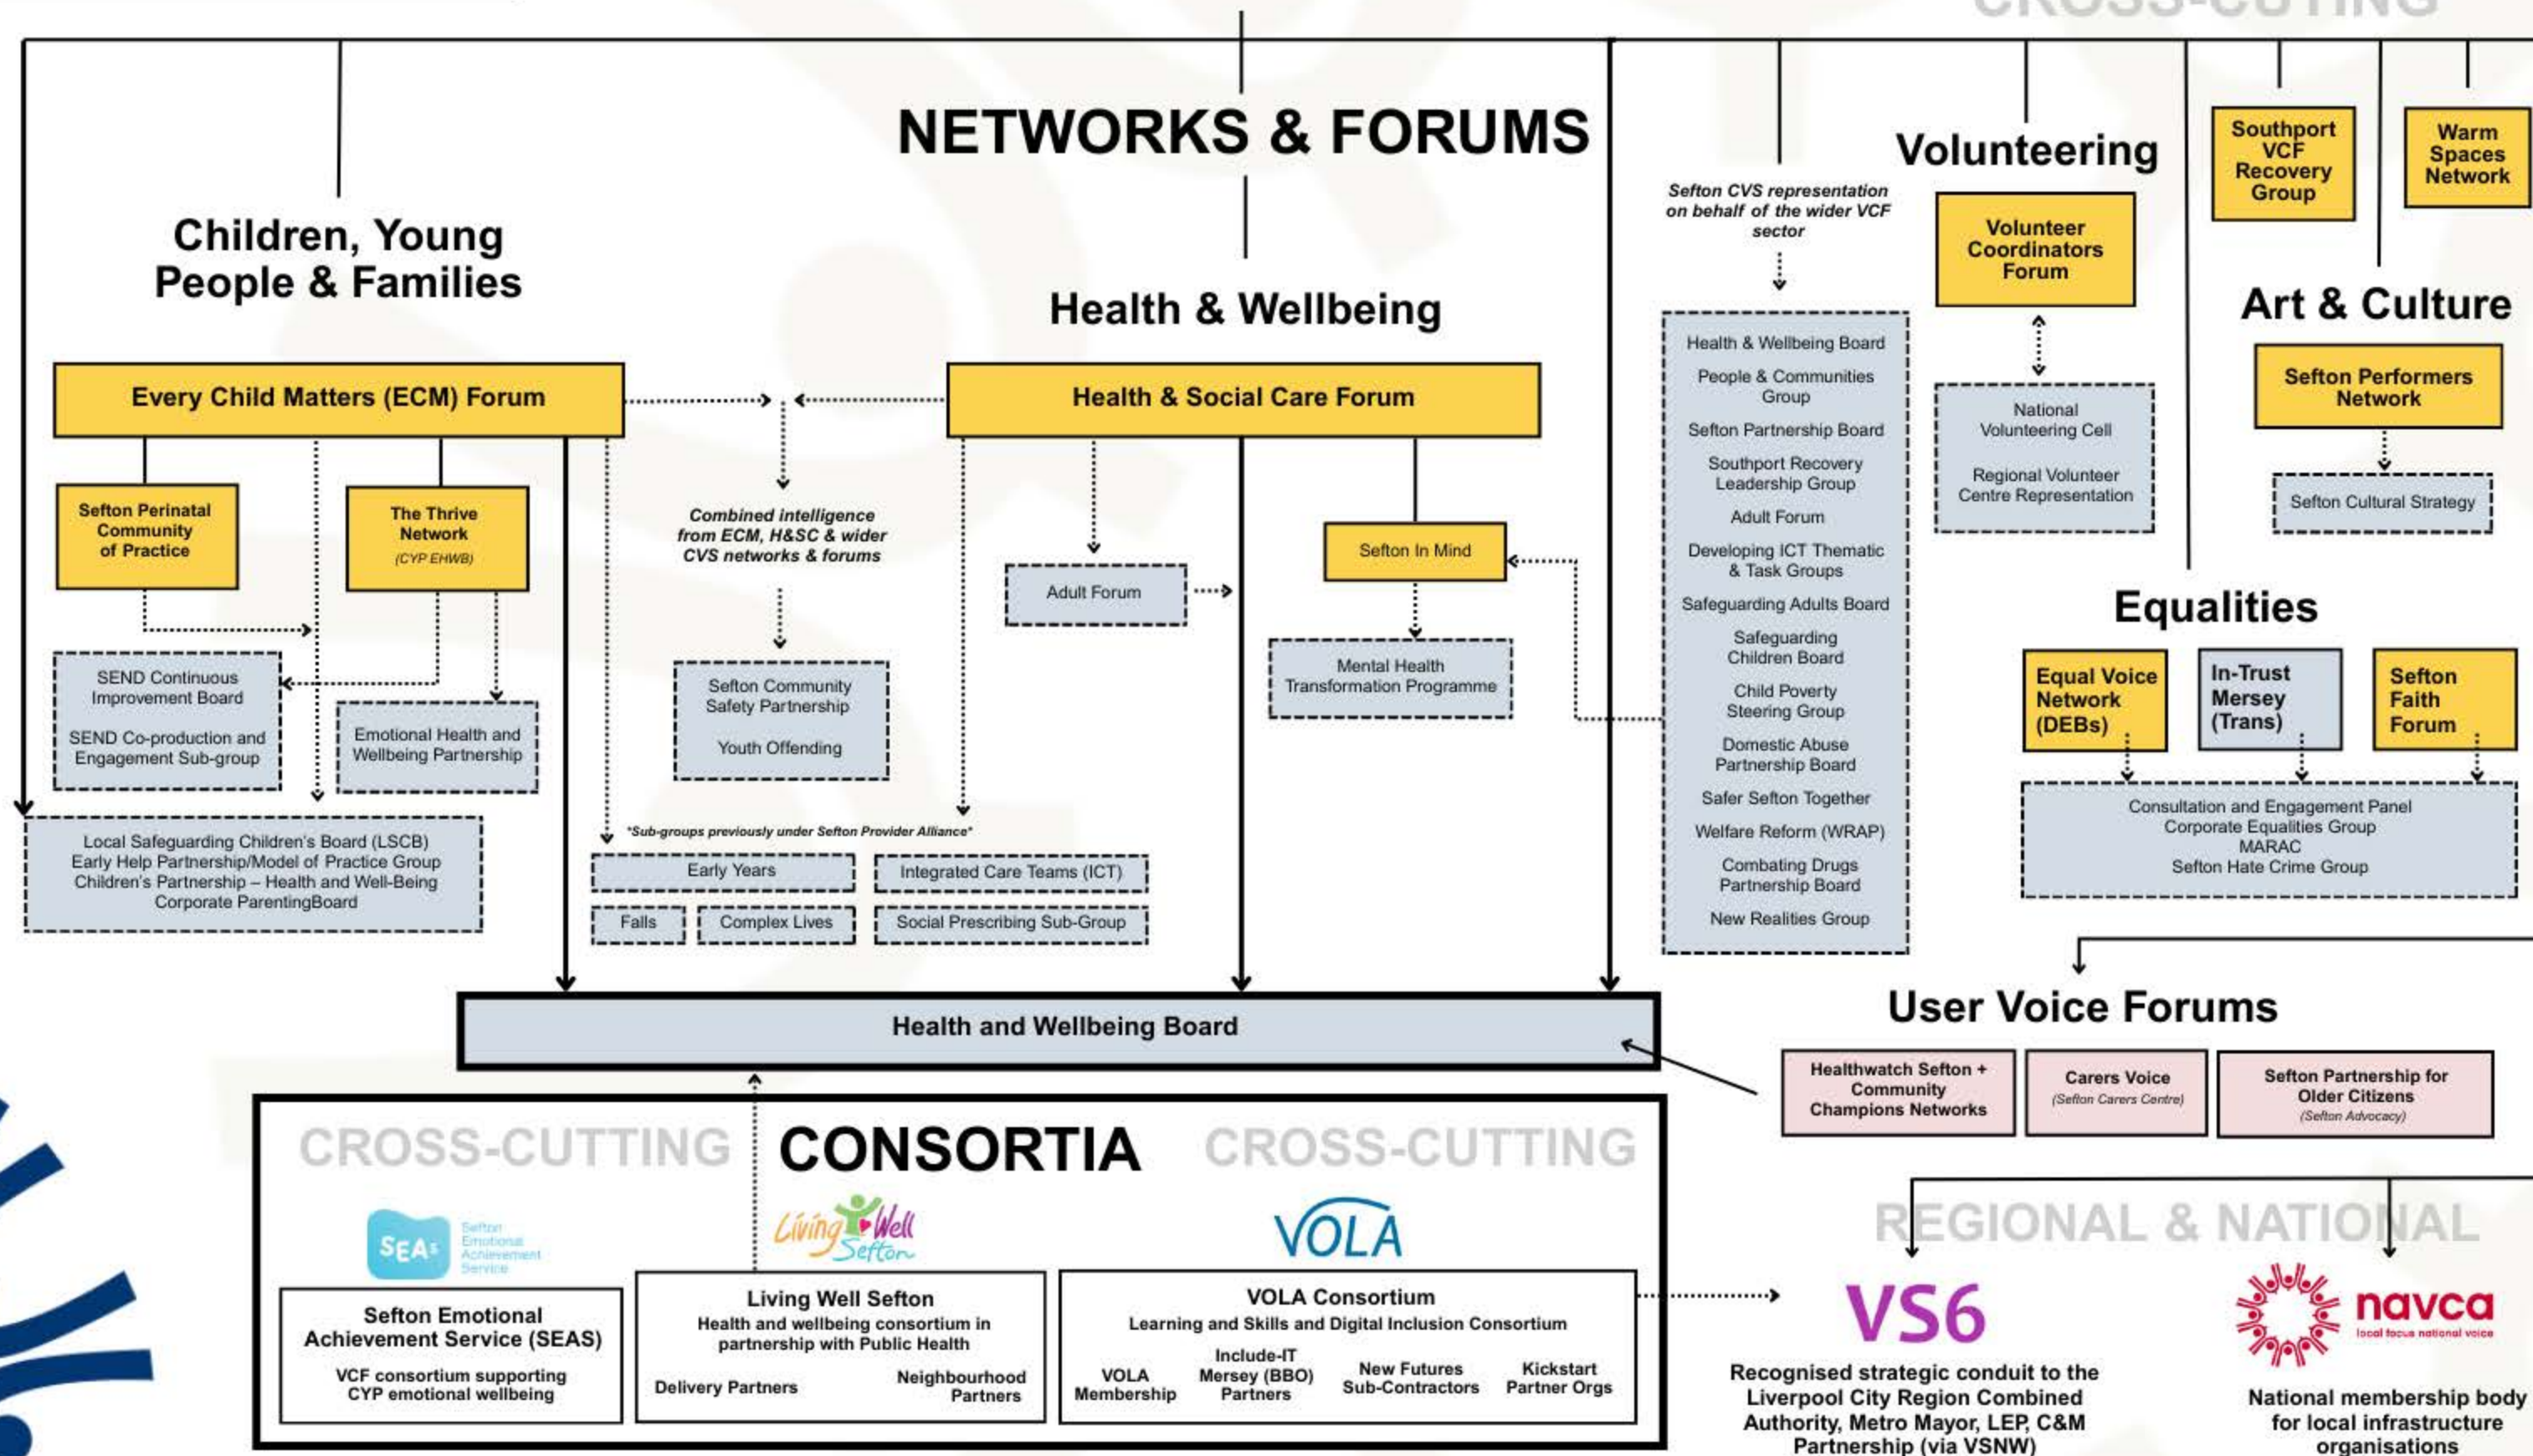 CROSS-CUTING
NETWORKS & FORUMS
Children, Young
People & Families
Every Child Matters (ECM) Forum
Sefton Perinatal
Community
of Practice
The Thrive
Network
(CYP EHWB)
SEND Continuous
Improvement Board
SEND Co-production and
Engagement Sub-group
Emotional Health and
Wellbeing Partnership
Local Safeguarding Children's Board (LSCB)
Early Help Partnership/Model of Practice Group
Children's Partnership – Health and Well-Being
Corporate ParentingBoard
Combined intelligence
from ECM, H&SC & wider
CVS networks & forums
Sefton Community
Safety Partnership
Youth Offending
Health & Wellbeing
Health & Social Care Forum
Adult Forum
Sefton In Mind
Mental Health
Transformation Programme
*Sub-groups previously under Sefton Provider Alliance*
Early Years
Integrated Care Teams (ICT)
Falls
Complex Lives
Social Prescribing Sub-Group
Sefton CVS representation
on behalf of the wider VCF
sector
Health & Wellbeing Board
People & Communities
Group
Sefton Partnership Board
Southport Recovery
Leadership Group
Adult Forum
Developing ICT Thematic
& Task Groups
Safeguarding Adults Board
Safeguarding
Children Board
Child Poverty
Steering Group
Domestic Abuse
Partnership Board
Safer Sefton Together
Welfare Reform (WRAP)
Combating Drugs
Partnership Board
New Realities Group
Volunteering
Volunteer
Coordinators
Forum
National
Volunteering Cell
Regional Volunteer
Centre Representation
Southport
VCF
Recovery
Group
Warm
Spaces
Network
Art & Culture
Sefton Performers
Network
Sefton Cultural Strategy
Equalities
Equal Voice
Network
(DEBs)
In-Trust
Mersey
(Trans)
Sefton
Faith
Forum
Consultation and Engagement Panel
Corporate Equalities Group
MARAC
Sefton Hate Crime Group
Health and Wellbeing Board
User Voice Forums
Healthwatch Sefton +
Community
Champions Networks
Carers Voice
(Sefton Carers Centre)
Sefton Partnership for
Older Citizens
(Sefton Advocacy)
CROSS-CUTTING CONSORTIA CROSS-CUTTING
SEAS
Sefton
Emotional
Achievement
Service
Living Well
Sefton
VOLA
Sefton Emotional
Achievement Service (SEAS)
VCF consortium supporting
CYP emotional wellbeing
Living Well Sefton
Health and wellbeing consortium in
partnership with Public Health
Delivery Partners
Neighbourhood
Partners
VOLA Consortium
Learning and Skills and Digital Inclusion Consortium
VOLA
Membership
Include-IT
Mersey (BBO)
Partners
New Futures
Sub-Contractors
Kickstart
Partner Orgs
REGIONAL & NATIONAL
VS6
Recognised strategic conduit to the
Liverpool City Region Combined
Authority, Metro Mayor, LEP, C&M
Partnership (via VSNW)
navca
local focus national voice
National membership body
for local infrastructure
organisations